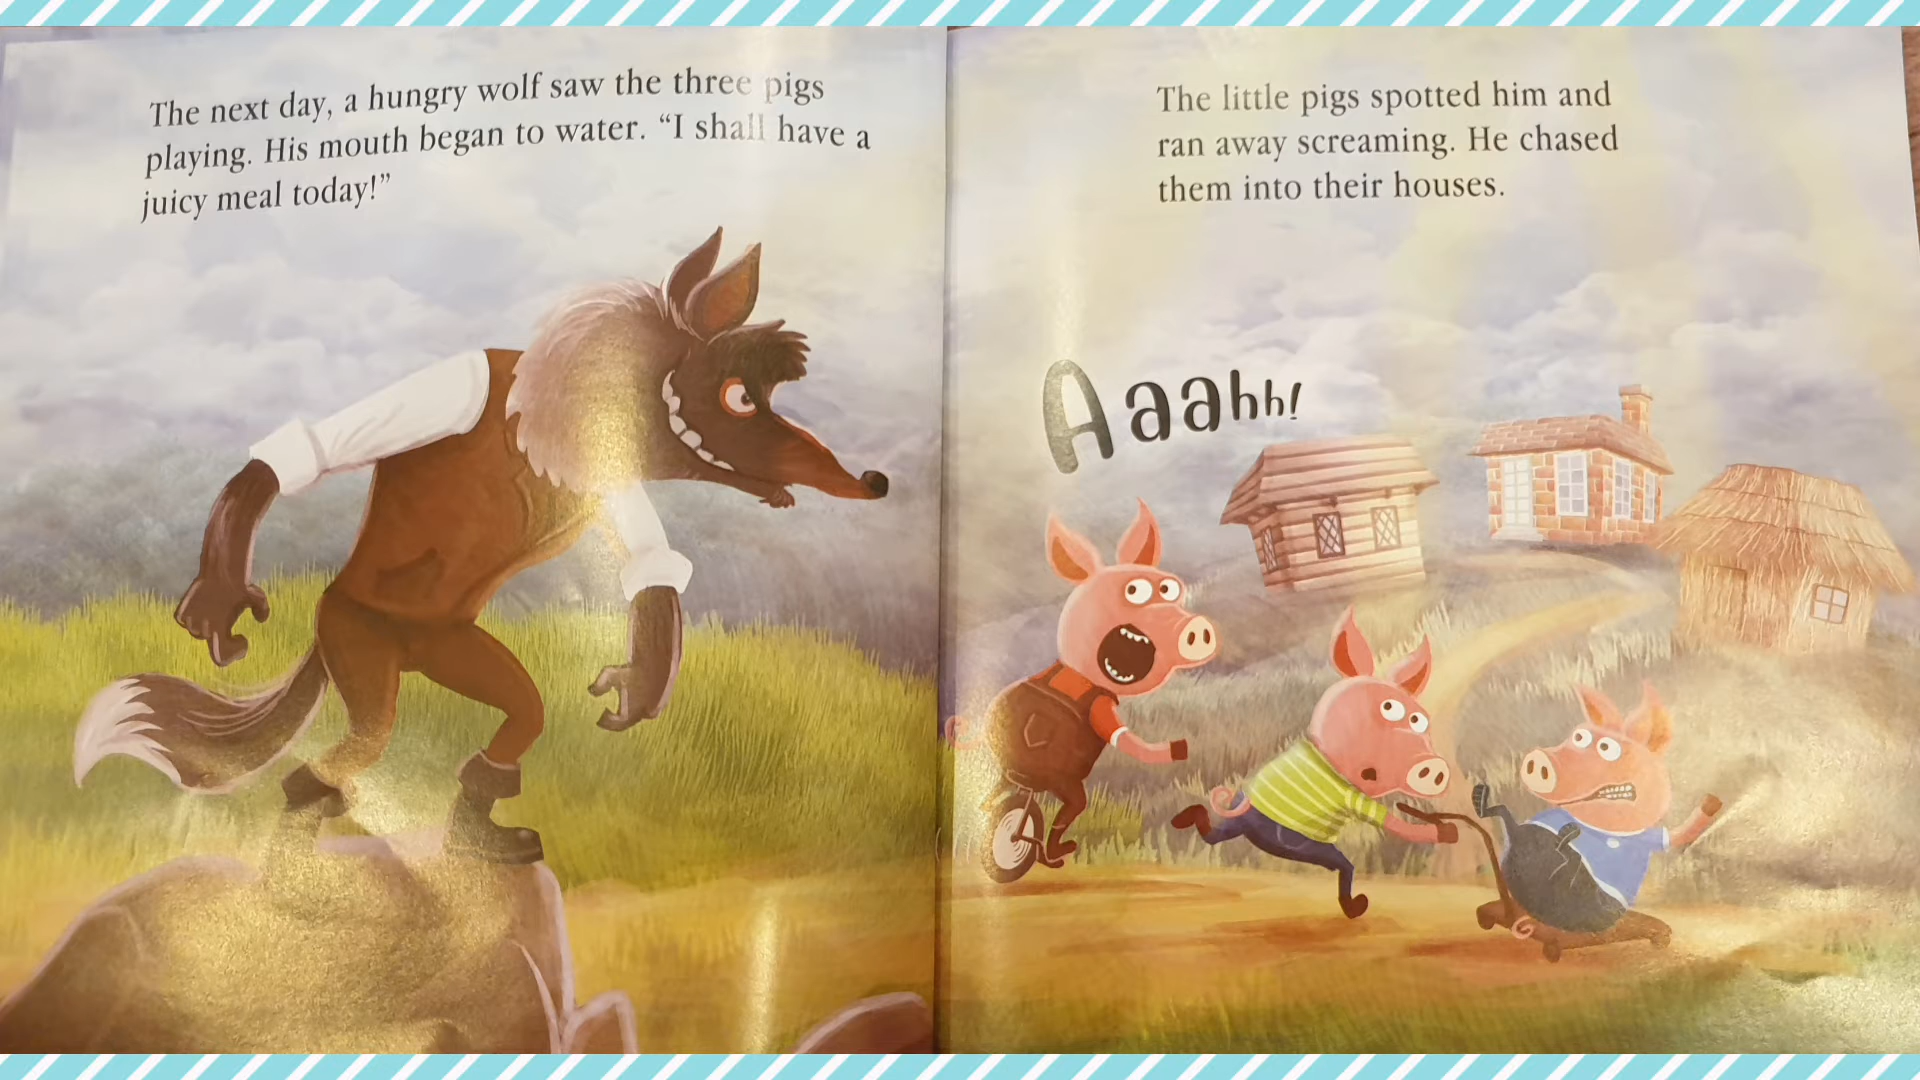 The next day, a hungry wolf saw the three pigs
playing. His mouth began to water. “I shall have a
juicy meal today!”
The little pigs spotted him and
ran away screaming. He chased
them into their houses.
Aaahh!